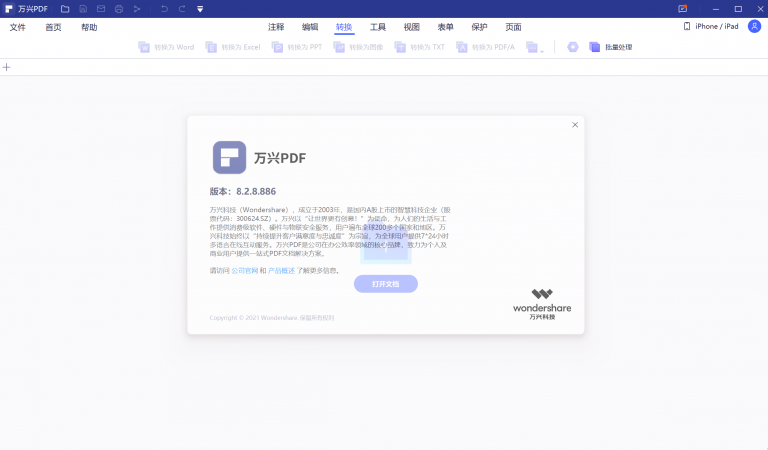 万兴PDF
文件 首页 帮助 注释 编辑 转换 工具 视图 表单 保护 页面 iPhone / iPad
转换为 Word 转换为 Excel 转换为 PPT 转换为图像 转换为 TXT 转换为 PDF/A 批量处理
万兴PDF
版本：8.2.8.886
万兴科技（Wondershare），成立于2003年，是国内A股上市的智慧科技企业（股
票代码：300624.SZ）。万兴以“让世界更有创意！”为使命，为人们的生活与工
作提供消费级软件、硬件与物联安全服务，用户遍布全球200多个国家和地区。万
兴科技始终以“持续提升客户满意度与忠诚度”为宗旨，为全球用户提供7*24小时
多语言在线互动服务。万兴PDF是公司在办公效率领域的核心品牌，致力为个人及
商业用户提供一站式PDF文档解决方案。
请访问 公司官网 和 产品概述 了解更多信息。
打开文档
wondershare
万兴科技
Copyright © 2021 Wondershare 保留所有权利